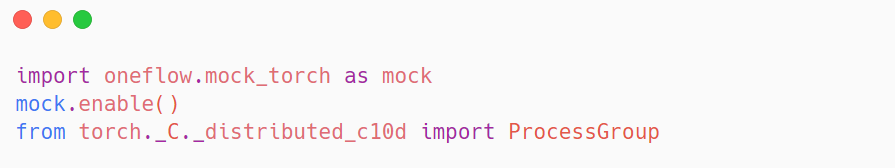 import oneflow.mock_torch as mock
mock.enable()
from torch._C._distributed_c10d import ProcessGroup